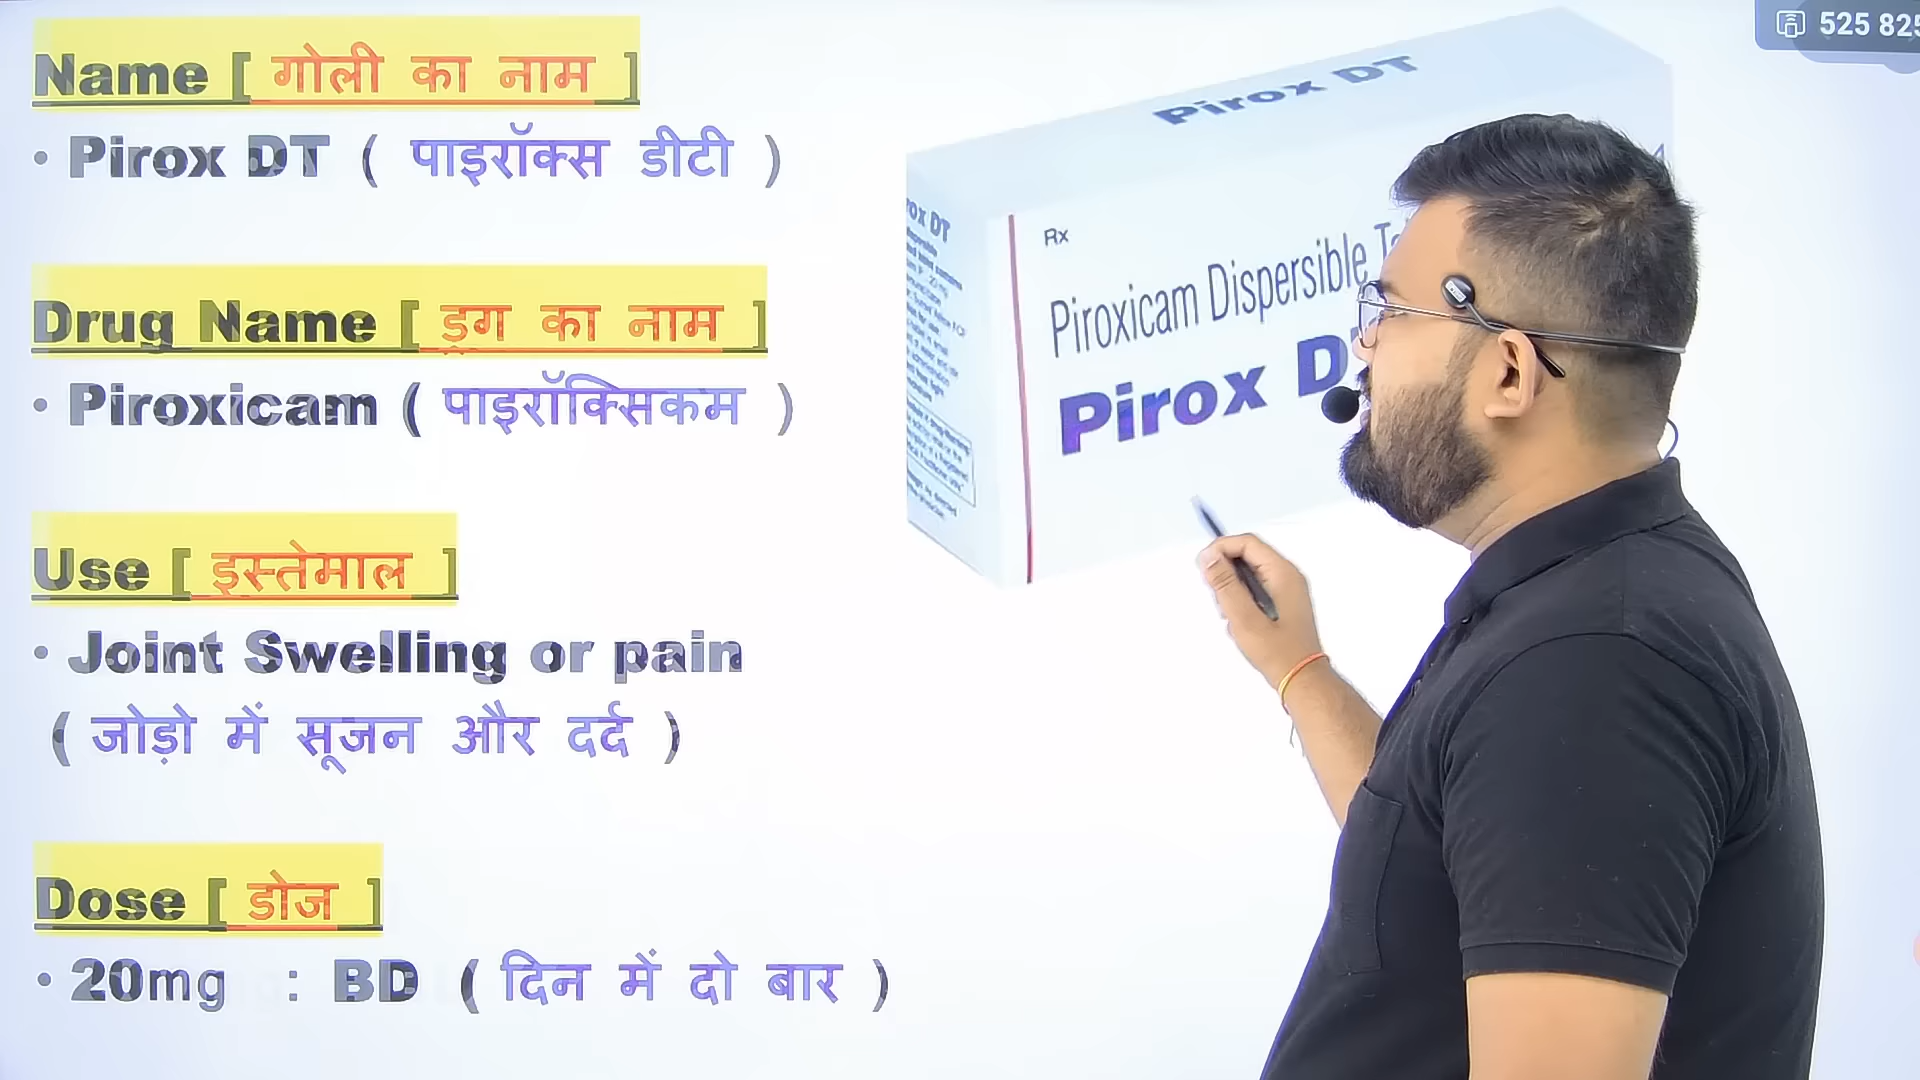 Name [ गोली का नाम ]
• Pirox DT ( पाइरॉक्स डीटी )
Drug Name [ ड्रग का नाम ]
• Piroxicam ( पाइरॉक्सिकम )
Use [ इस्तेमाल ]
• Joint Swelling or pain
( जोड़ो में सूजन और दर्द )
Dose [ डोज ]
• 20mg : BD ( दिन में दो बार )
525 825
Pirox DT
Rx
Piroxicam Dispersible
Pirox D